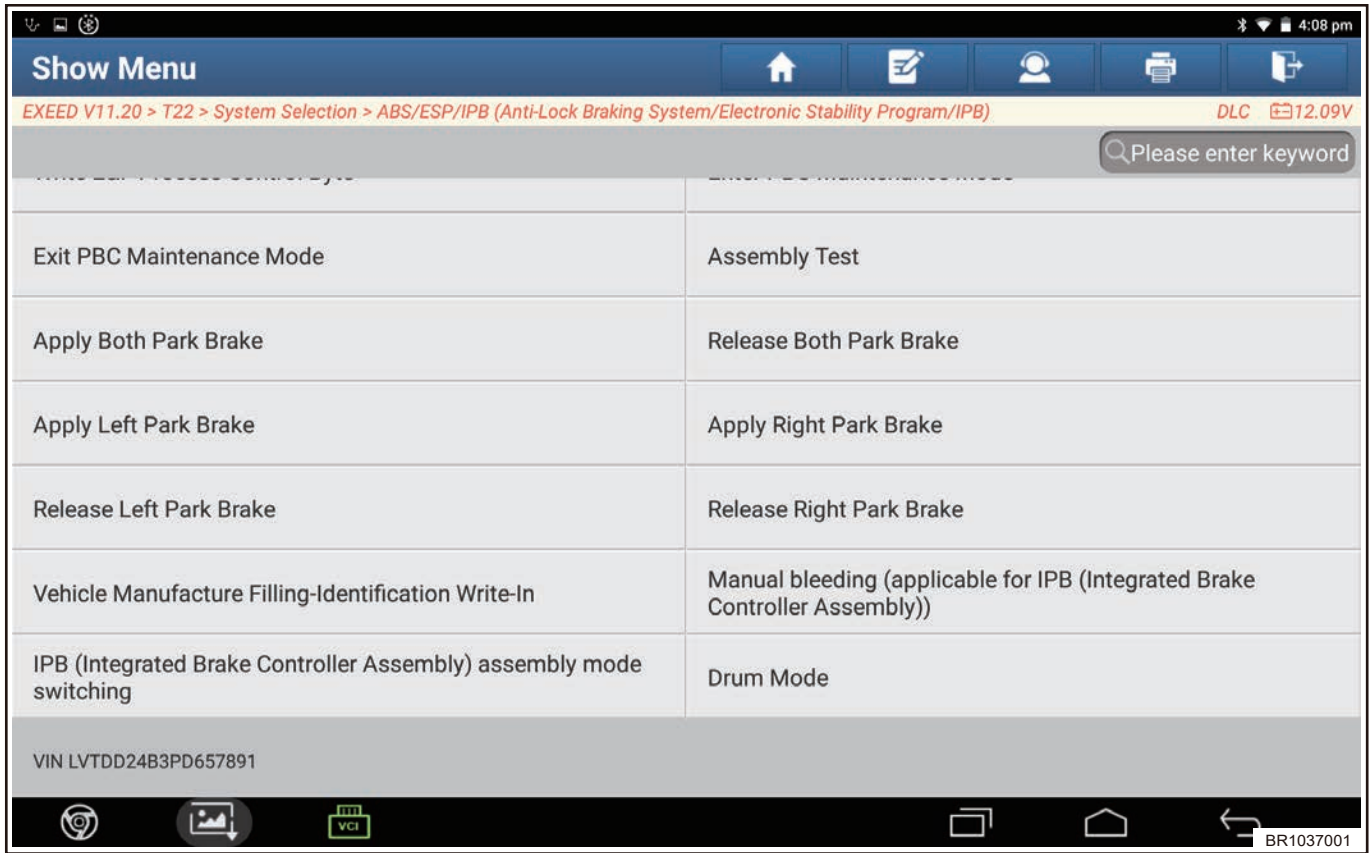 4:08 pm
Show Menu
EXEED V11.20 > T22 > System Selection > ABS/ESP/IPB (Anti-Lock Braking System/Electronic Stability Program/IPB)
DLC 12.09V
Please enter keyword
Exit PBC Maintenance Mode
Assembly Test
Apply Both Park Brake
Release Both Park Brake
Apply Left Park Brake
Apply Right Park Brake
Release Left Park Brake
Release Right Park Brake
Vehicle Manufacture Filling-Identification Write-In
Manual bleeding (applicable for IPB (Integrated Brake
Controller Assembly))
IPB (Integrated Brake Controller Assembly) assembly mode
switching
Drum Mode
VIN LVTDD24B3PD657891
VCI
BR1037001